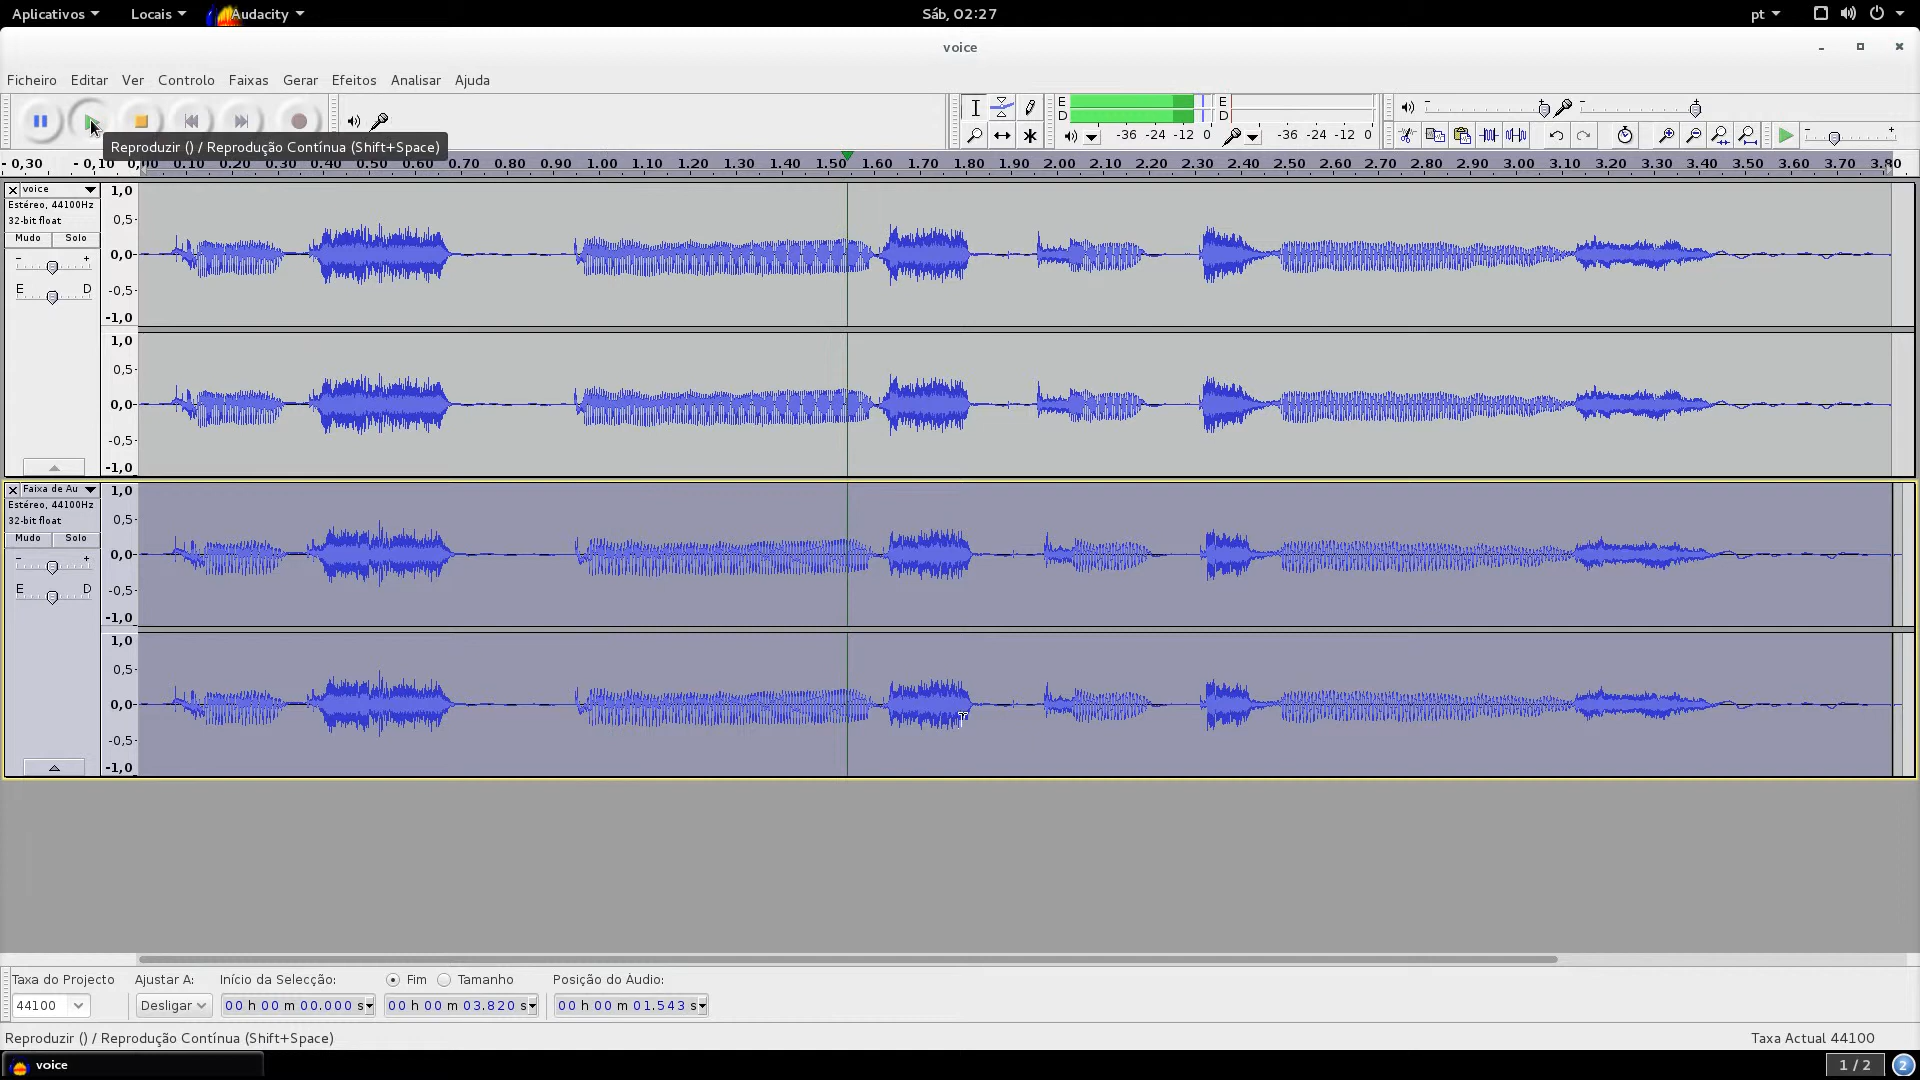 Aplicativos Locais Audacity Sáb, 02:27 pt
voice
Ficheiro Editar Ver Controlo Faixas Gerar Efeitos Analisar Ajuda
E E
D D
-36 -24 -12 0 -36 -24 -12 0
Reproduzir () / Reprodução Contínua (Shift+Space)
- 0,30 - 0,10 0,00 0.10 0.20 0.30 0.40 0.50 0.60 0.70 0.80 0.90 1.00 1.10 1.20 1.30 1.40 1.50 1.60 1.70 1.80 1.90 2.00 2.10 2.20 2.30 2.40 2.50 2.60 2.70 2.80 2.90 3.00 3.10 3.20 3.30 3.40 3.50 3.60 3.70 3.80
voice
Estéreo, 44100Hz
32-bit float
Mudo Solo
- +
E D
1,0
0,5
0,0
-0,5
-1,0
1,0
0,5
0,0
-0,5
-1,0
Faixa de Au
Estéreo, 44100Hz
32-bit float
Mudo Solo
- +
E D
1,0
0,5
0,0
-0,5
-1,0
1,0
0,5
0,0
-0,5
-1,0
Taxa do Projecto Ajustar A: Início da Selecção: Fim Tamanho Posição do Áudio:
44100 Desligar 00 h 00 m 00.000 s 00 h 00 m 03.820 s 00 h 00 m 01.543 s
Reproduzir () / Reprodução Contínua (Shift+Space) Taxa Actual 44100
voice 1 / 2 2